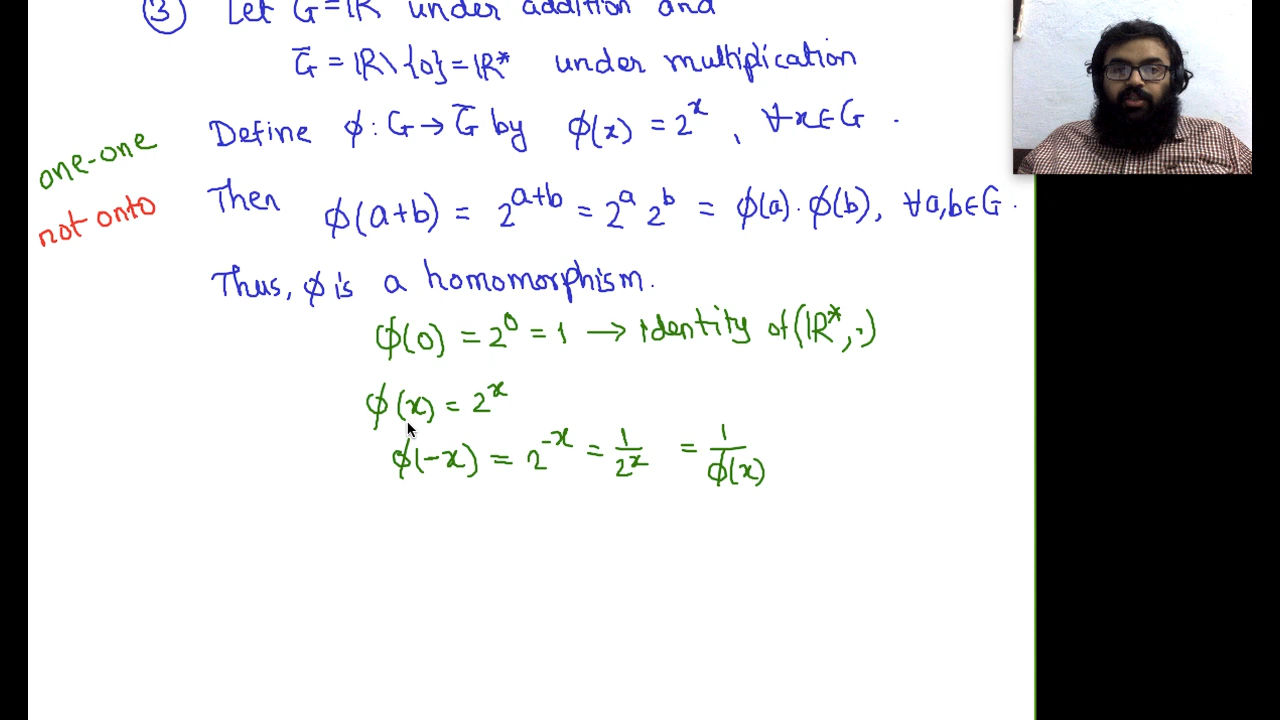 ③ Let G = ℝ under addition and
G̅ = ℝ\{0} = ℝ* under multiplication
Define ϕ : G → G̅ by ϕ(x) = 2^x , ∀x∈G .
one-one
not onto
Then ϕ(a+b) = 2^{a+b} = 2^a 2^b = ϕ(a) . ϕ(b), ∀a,b∈G .
Thus, ϕ is a homomorphism.
ϕ(0) = 2^0 = 1 → Identity of (ℝ*, ·)
ϕ(x) = 2^x
ϕ(-x) = 2^{-x} = 1/2^x = 1/ϕ(x)